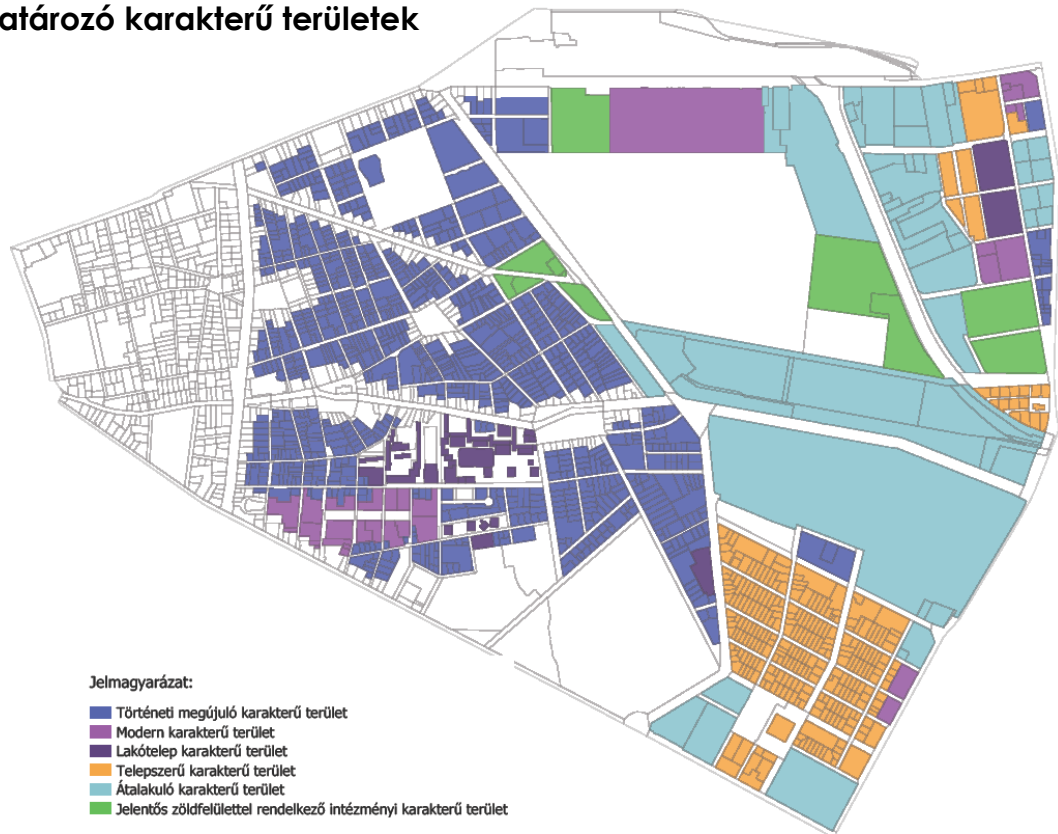 atározó karakterű területek
Jelmagyarázat:
Történeti megújuló karakterű terület
Modern karakterű terület
Lakótelep karakterű terület
Telepszerű karakterű terület
Átalakuló karakterű terület
Jelentős zöldfelülettel rendelkező intézményi karakterű terület